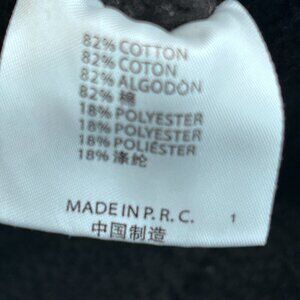 82% COTTON
82% COTON
82% ALGODÓN
82% 棉
18% POLYESTER
18% POLYESTER
18% POLIÉSTER
18% 涤纶
MADE IN P. R. C. 1
中国制造